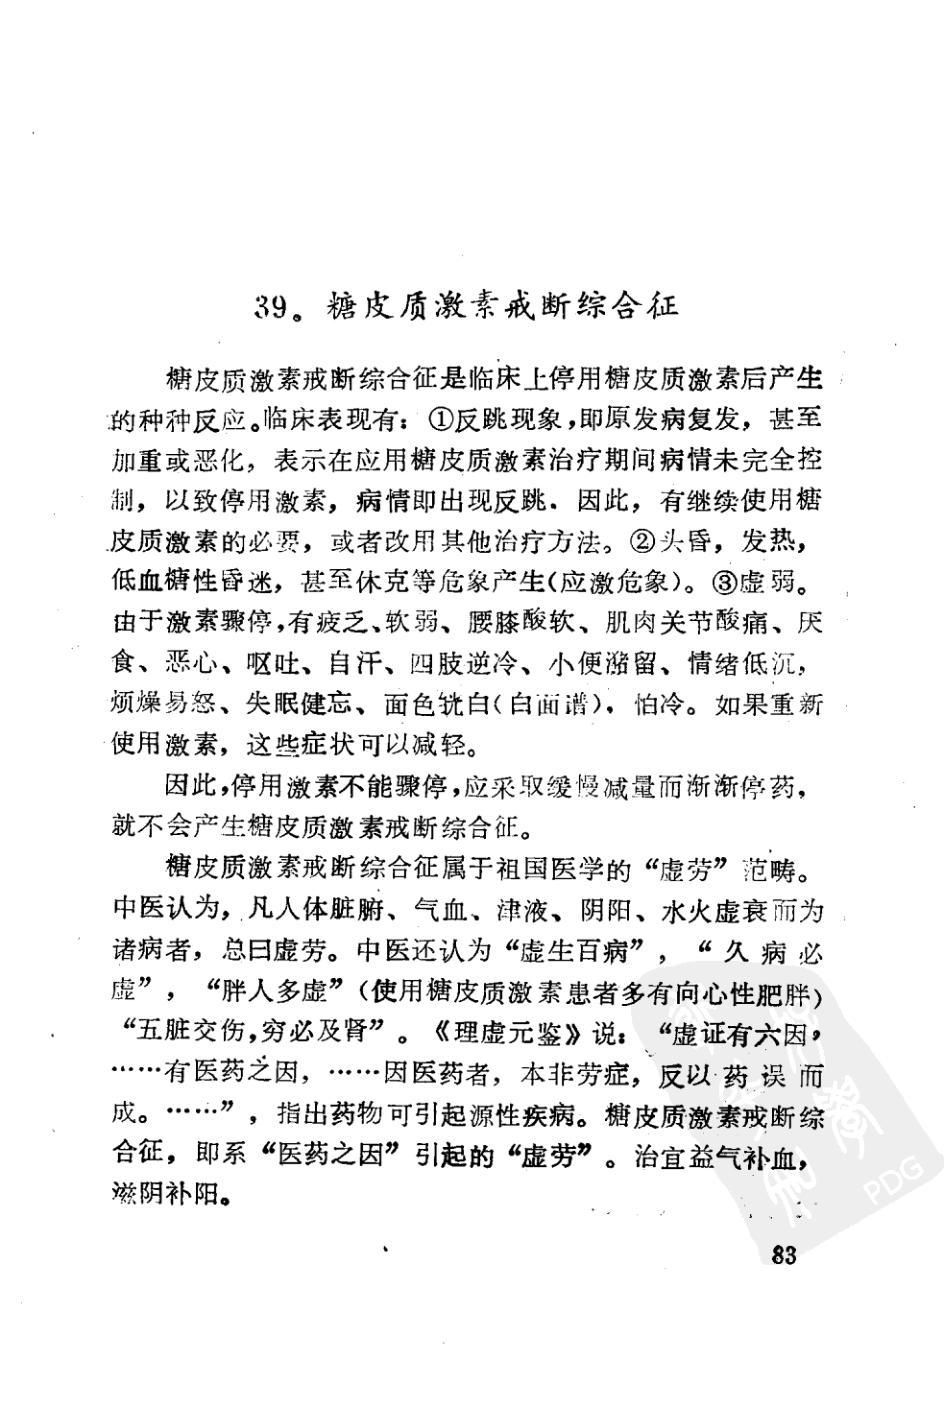 39。糖皮质激素戒断综合征
糖皮质激素戒断综合征是临床上停用糖皮质激素后产生
的种种反应。临床表现有：①反跳现象，即原发病复发，甚至
加重或恶化，表示在应用糖皮质激素治疗期间病情未完全控
制，以致停用激素，病情即出现反跳．因此，有继续使用糖
皮质激素的必要，或者改用其他治疗方法。②头昏，发热，
低血糖性昏迷，甚至休克等危象产生(应激危象)。③虚弱。
由于激素骤停，有疲乏、软弱、腰膝酸软、肌肉关节酸痛、厌
食、恶心、呕吐、自汗、四肢逆冷、小便潴留、情绪低沉，
烦燥易怒、失眠健忘、面色㿠白(白面谱)，怕冷。如果重新
使用激素，这些症状可以减轻。
因此，停用激素不能骤停，应采取缓慢减量而渐渐停药，
就不会产生糖皮质激素戒断综合征。
糖皮质激素戒断综合征属于祖国医学的“虚劳”范畴。
中医认为，凡人体脏腑、气血、津液、阴阳、水火虚衰而为
诸病者，总曰虚劳。中医还认为“虚生百病”，“久病必
虚”，“胖人多虚”(使用糖皮质激素患者多有向心性肥胖)
“五脏交伤，穷必及肾”。《理虚元鉴》说：“虚证有六因，
……有医药之因，……因医药者，本非劳症，反以药误而
成。……”，指出药物可引起源性疾病。糖皮质激素戒断综
合征，即系“医药之因”引起的“虚劳”。治宜益气补血，
滋阴补阳。
83
PDG